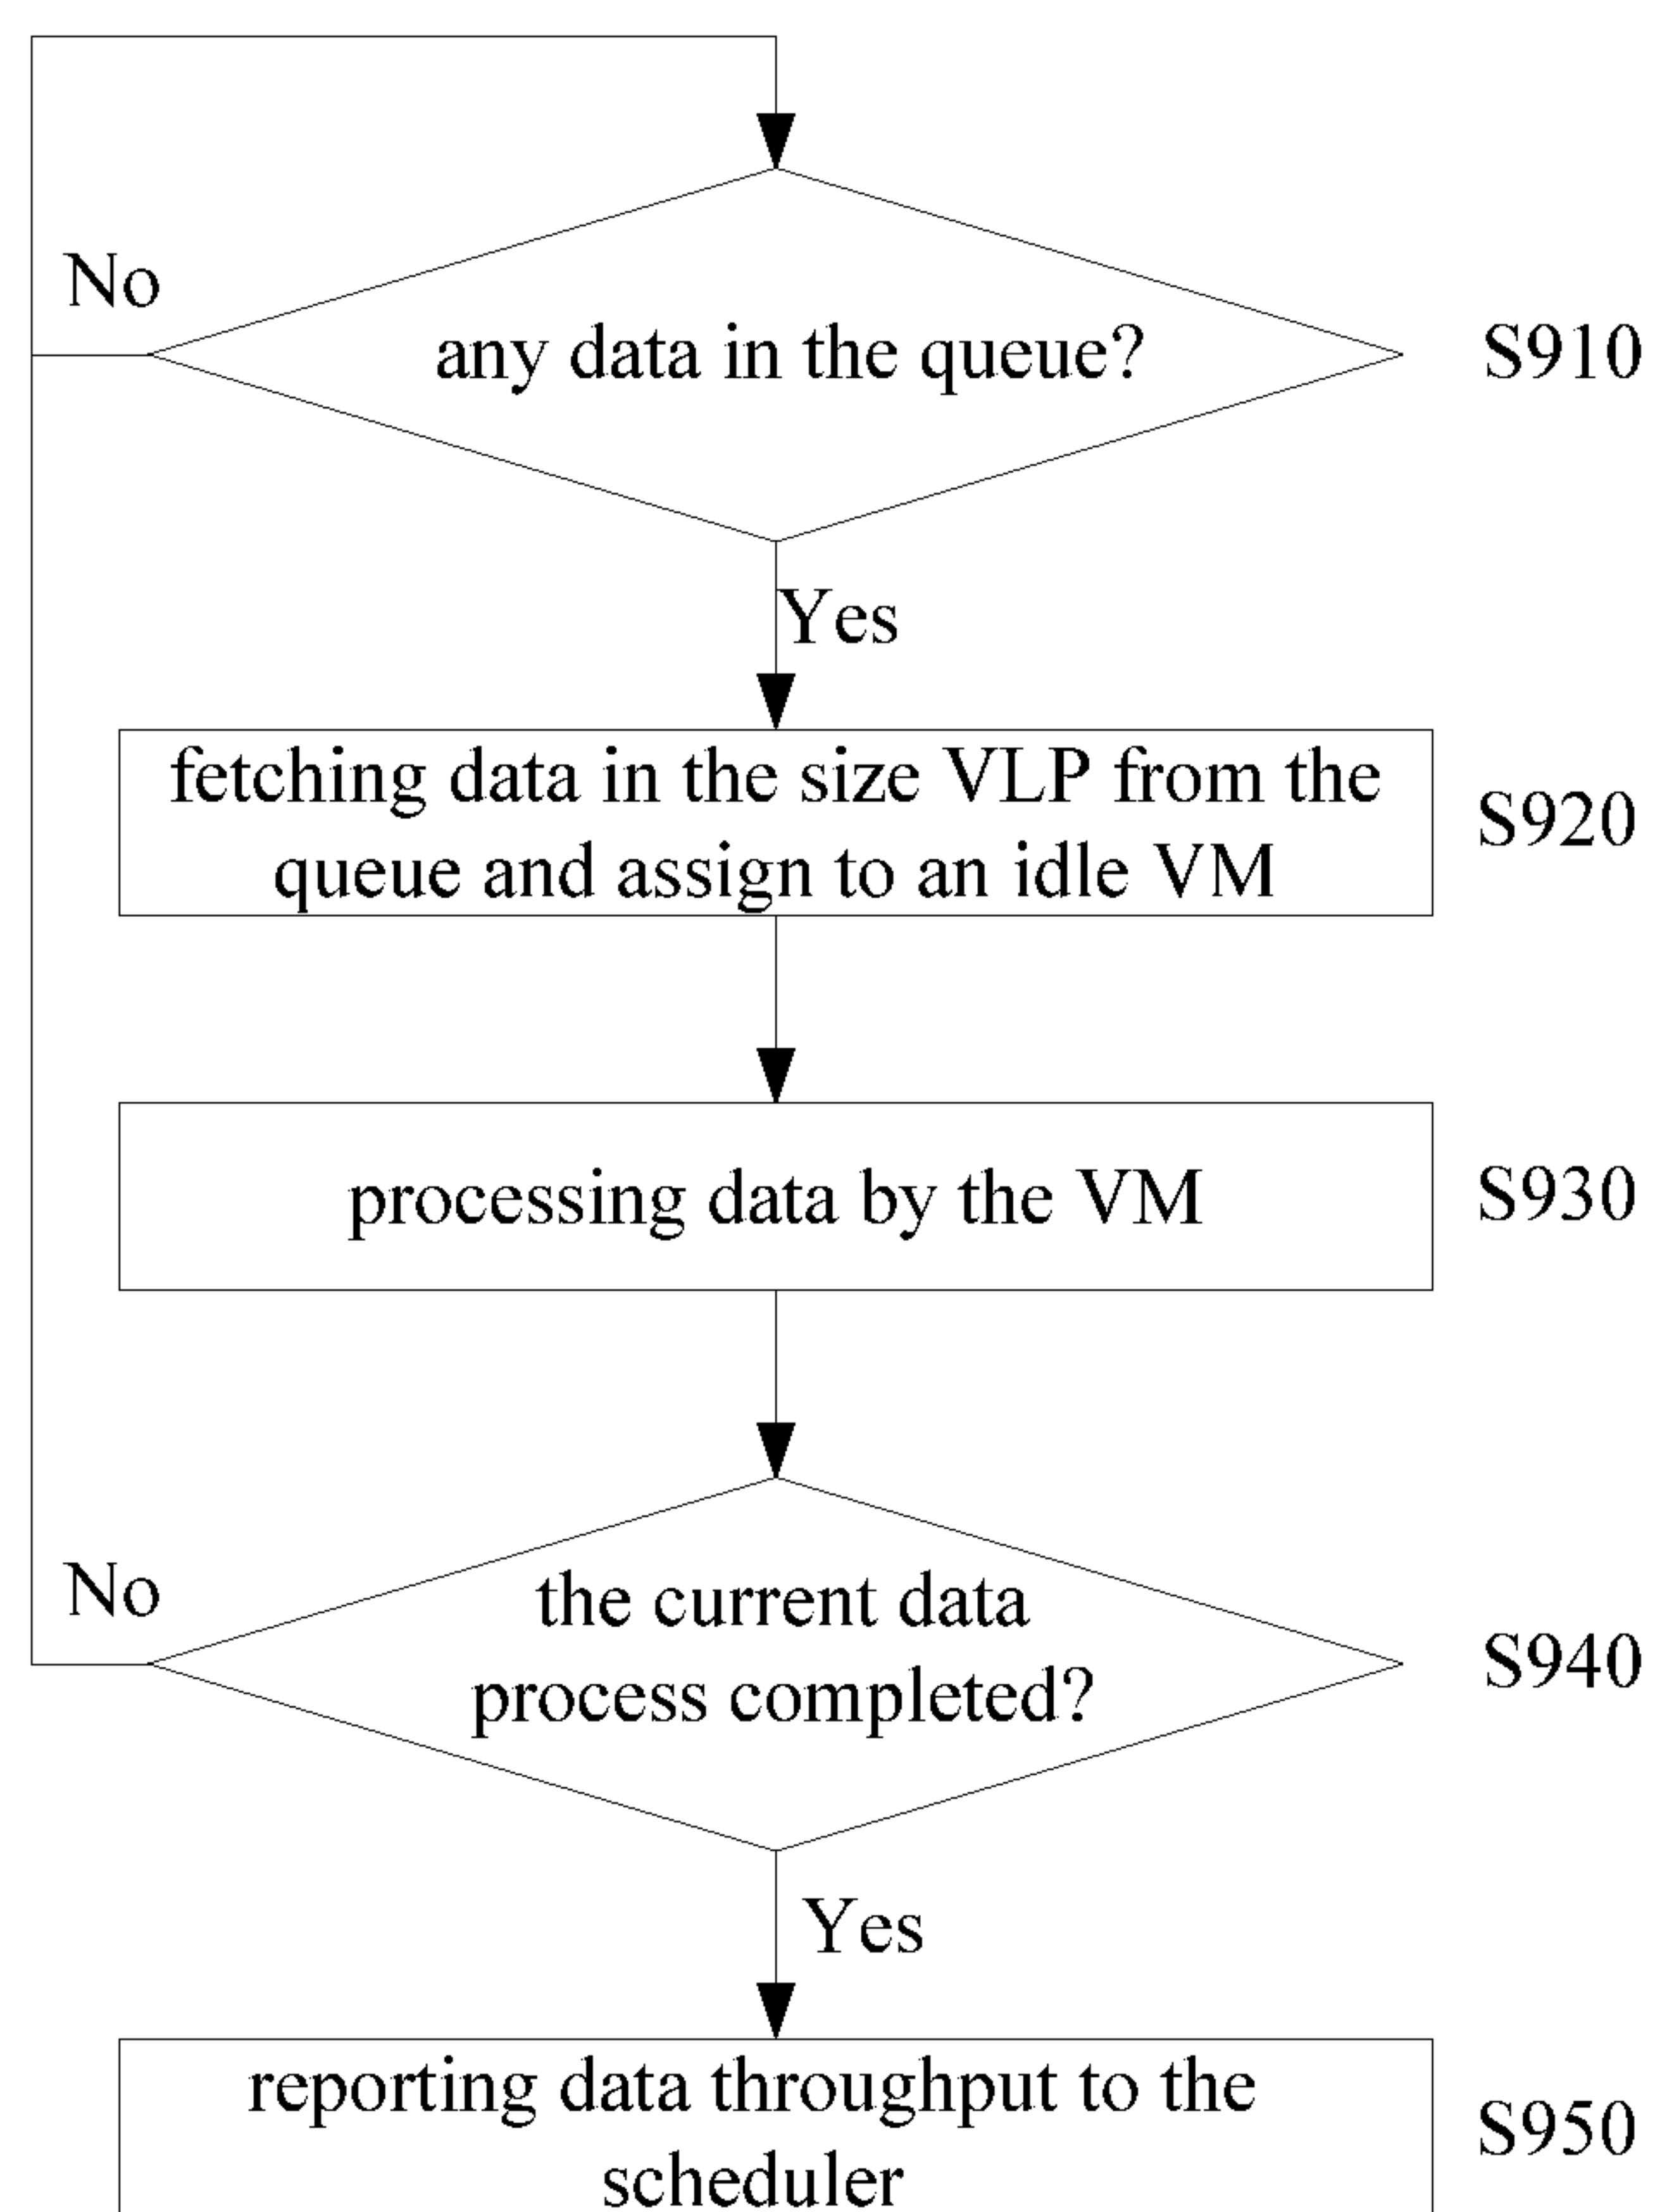 No
any data in the queue?
S910
Yes
fetching data in the size VLP from the
queue and assign to an idle VM
S920
processing data by the VM
S930
No
the current data
process completed?
S940
Yes
reporting data throughput to the
scheduler
S950